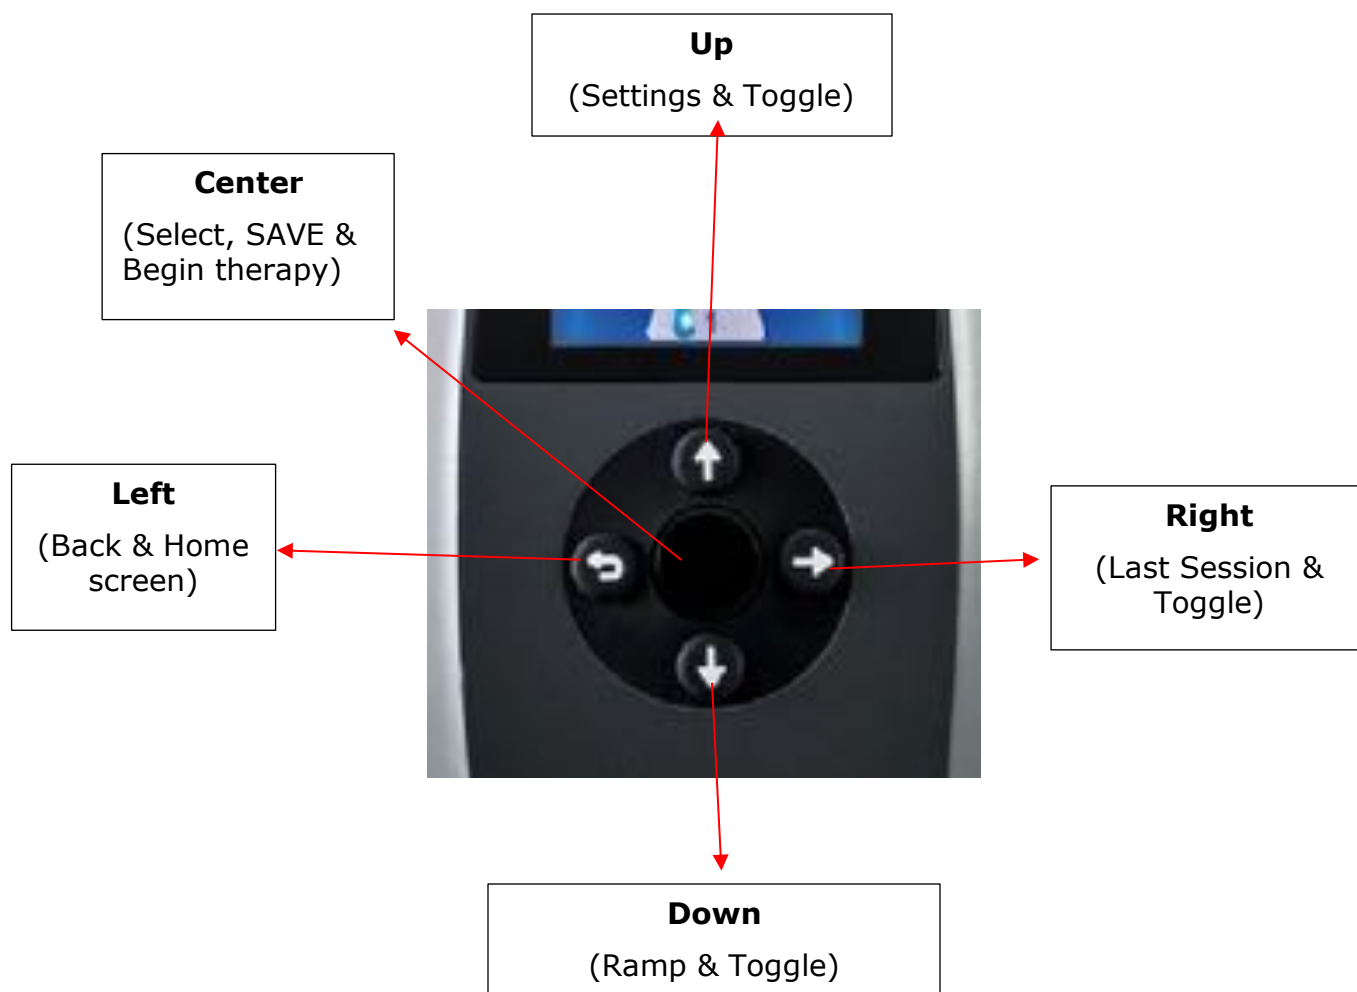 Up
(Settings & Toggle)
Center
(Select, SAVE &
Begin therapy)
Left
(Back & Home
screen)
Right
(Last Session &
Toggle)
Down
(Ramp & Toggle)